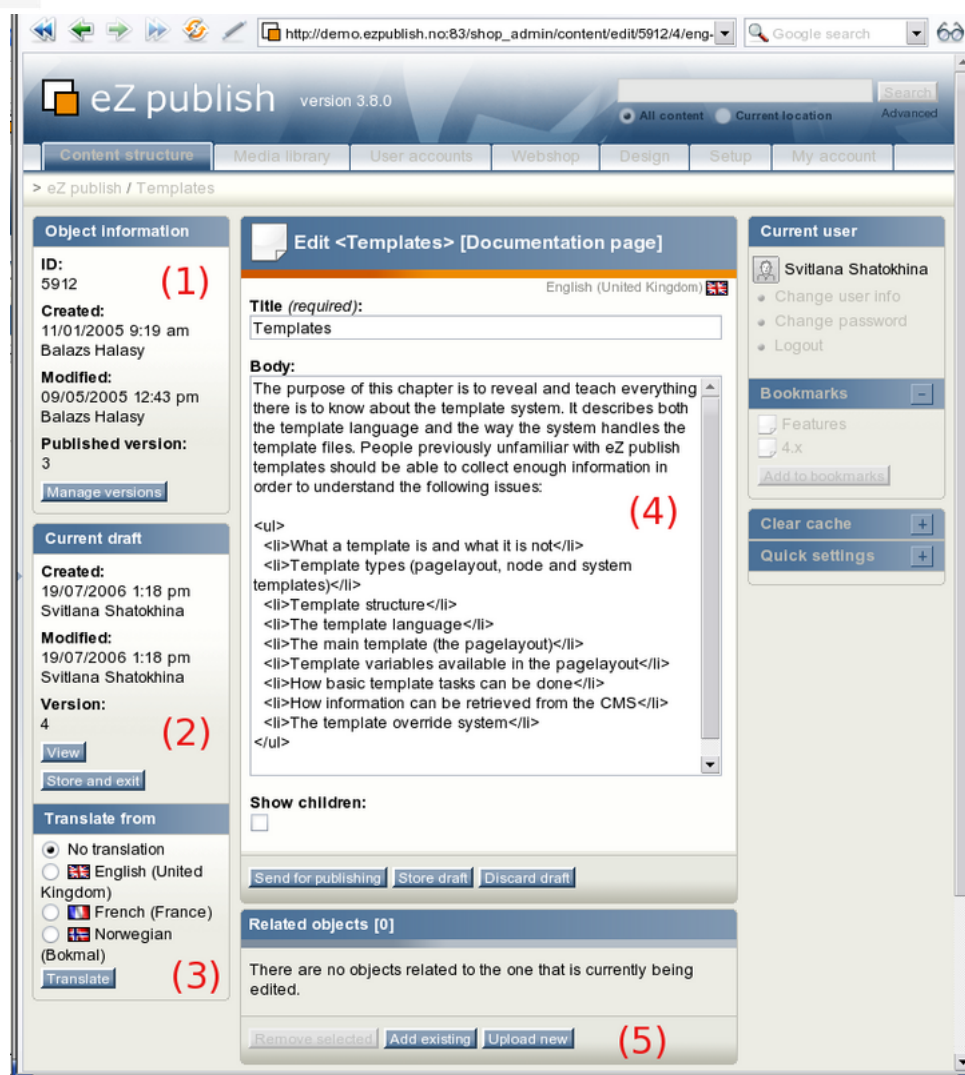 http://demo.ezpublish.no:83/shop_admin/content/edit/5912/4/eng-
Google search
eZ publish version 3.8.0
Search
All content Current location Advanced
Content structure Media library User accounts Webshop Design Setup My account
> eZ publish / Templates
Object information
ID:
5912
(1)
Created:
11/01/2005 9:19 am
Balazs Halasy
Modified:
09/05/2005 12:43 pm
Balazs Halasy
Published version:
3
Manage versions
Current draft
Created:
19/07/2006 1:18 pm
Svitlana Shatokhina
Modified:
19/07/2006 1:18 pm
Svitlana Shatokhina
Version:
4
(2)
View
Store and exit
Translate from
No translation
English (United
Kingdom)
French (France)
Norwegian
(Bokmal)
(3)
Translate
Edit <Templates> [Documentation page]
English (United Kingdom)
Title (required):
Templates
Body:
The purpose of this chapter is to reveal and teach everything
there is to know about the template system. It describes both
the template language and the way the system handles the
template files. People previously unfamiliar with eZ publish
templates should be able to collect enough information in
order to understand the following issues:
(4)
<ul>
<li>What a template is and what it is not</li>
<li>Template types (pagelayout, node and system
templates)</li>
<li>Template structure</li>
<li>The template language</li>
<li>The main template (the pagelayout)</li>
<li>Template variables available in the pagelayout</li>
<li>How basic template tasks can be done</li>
<li>How information can be retrieved from the CMS</li>
<li>The template override system</li>
</ul>
Show children:
Send for publishing Store draft Discard draft
Related objects [0]
There are no objects related to the one that is currently being
edited.
Remove selected Add existing Upload new
(5)
Current user
Svitlana Shatokhina
Change user info
Change password
Logout
Bookmarks
Features
4.x
Add to bookmarks
Clear cache
Quick settings